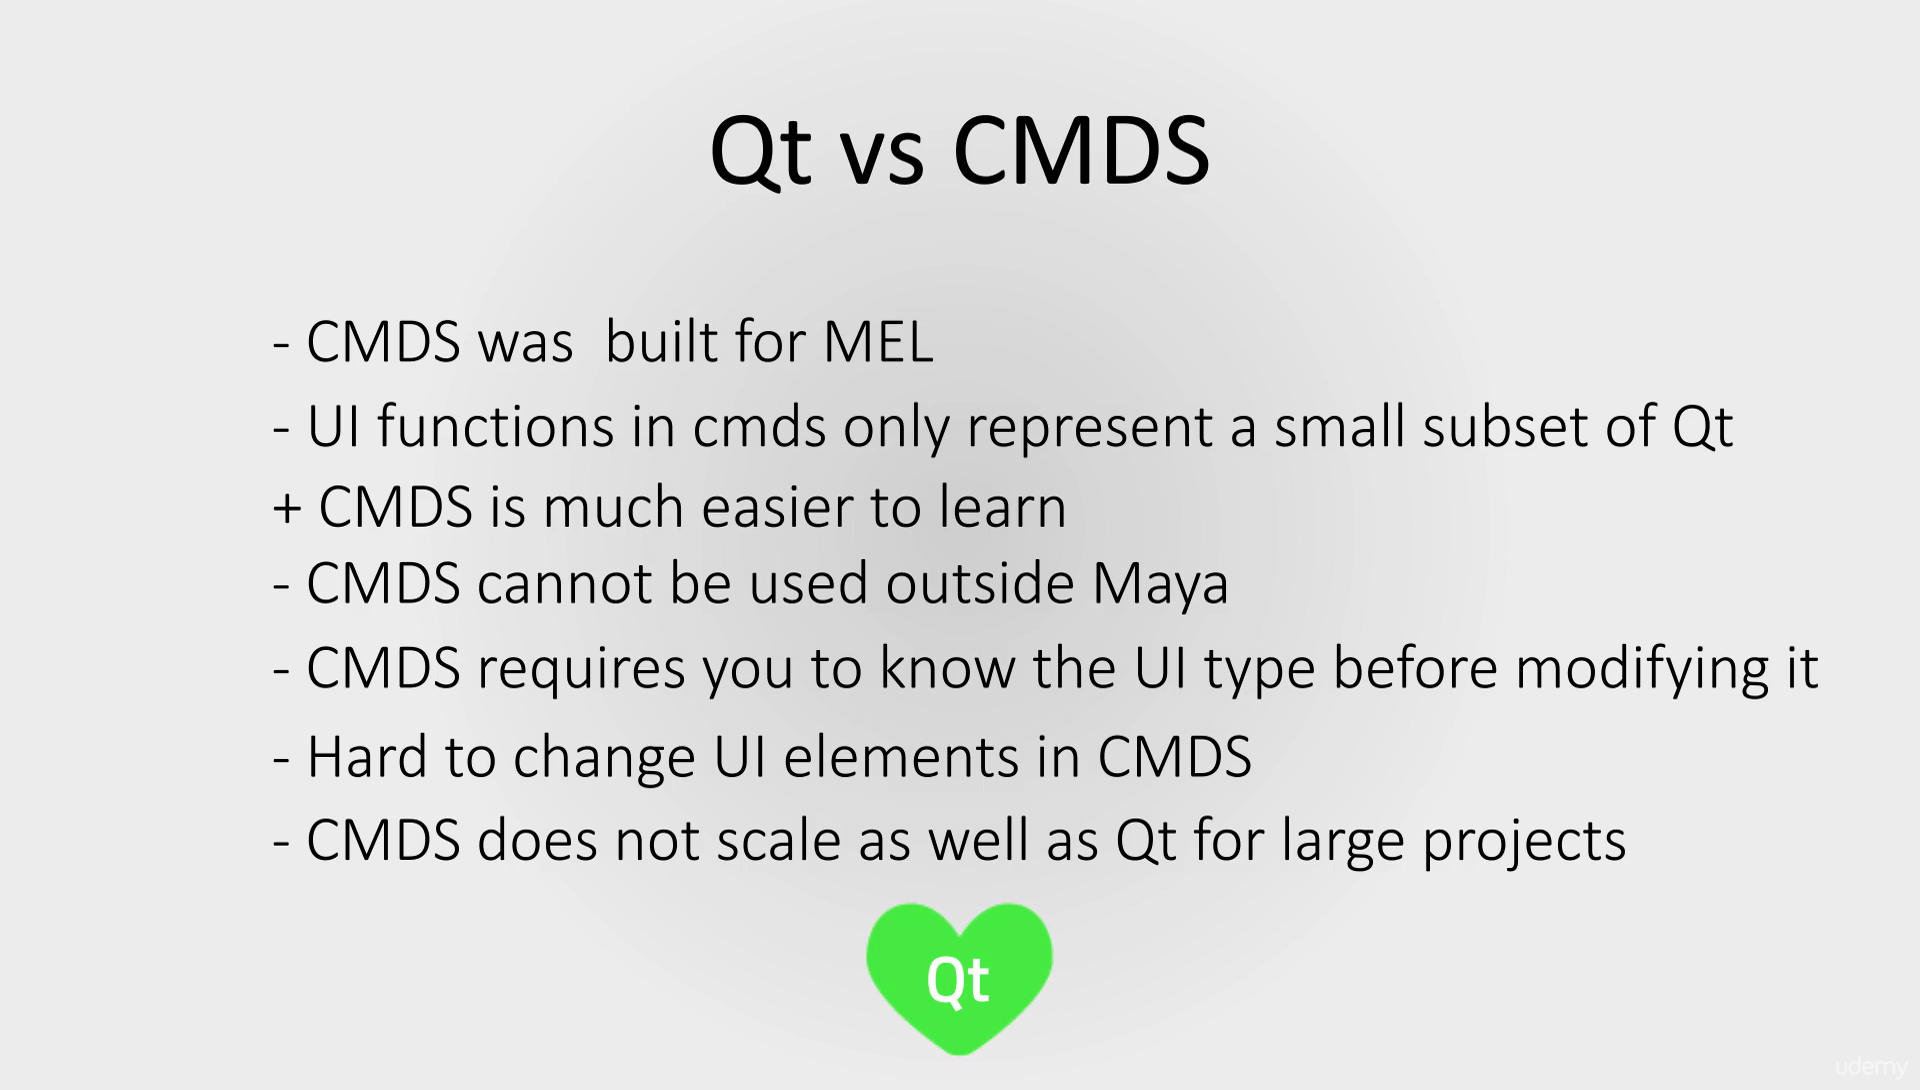 Qt vs CMDS
- CMDS was  built for MEL
- UI functions in cmds only represent a small subset of Qt
+ CMDS is much easier to learn
- CMDS cannot be used outside Maya
- CMDS requires you to know the UI type before modifying it
- Hard to change UI elements in CMDS
- CMDS does not scale as well as Qt for large projects
Qt
udemy